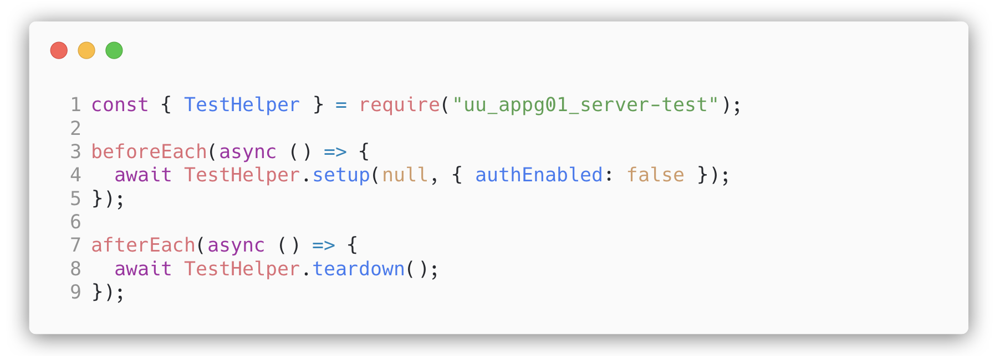 1 const { TestHelper } = require("uu_appg01_server-test");
2
3 beforeEach(async () => {
4   await TestHelper.setup(null, { authEnabled: false });
5 });
6
7 afterEach(async () => {
8   await TestHelper.teardown();
9 });